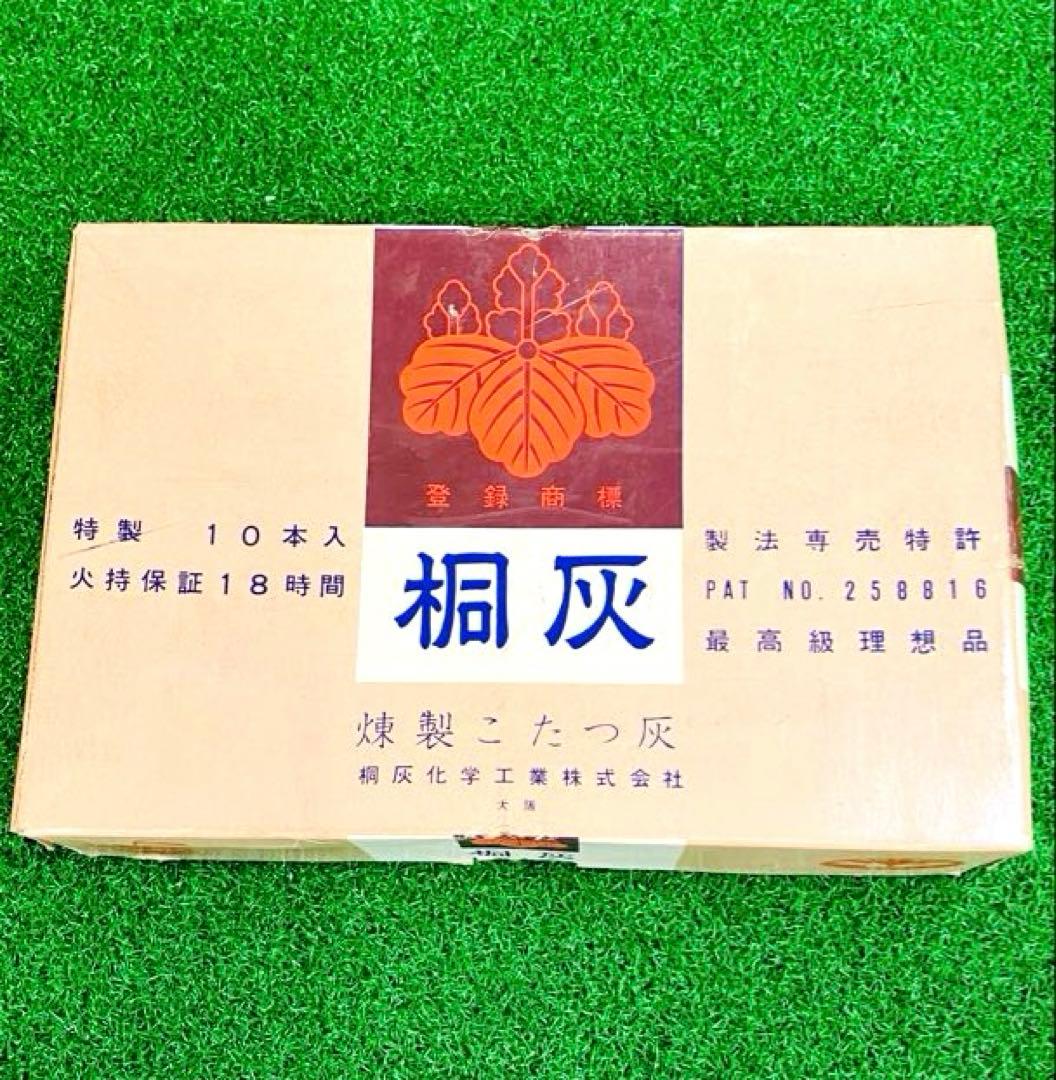 登録商標
桐灰
特製 10本入
火持保証18時間
製法専売特許
PAT NO. 258816
最高級理想品
煉製こたつ灰
桐灰化学工業株式会社
大阪